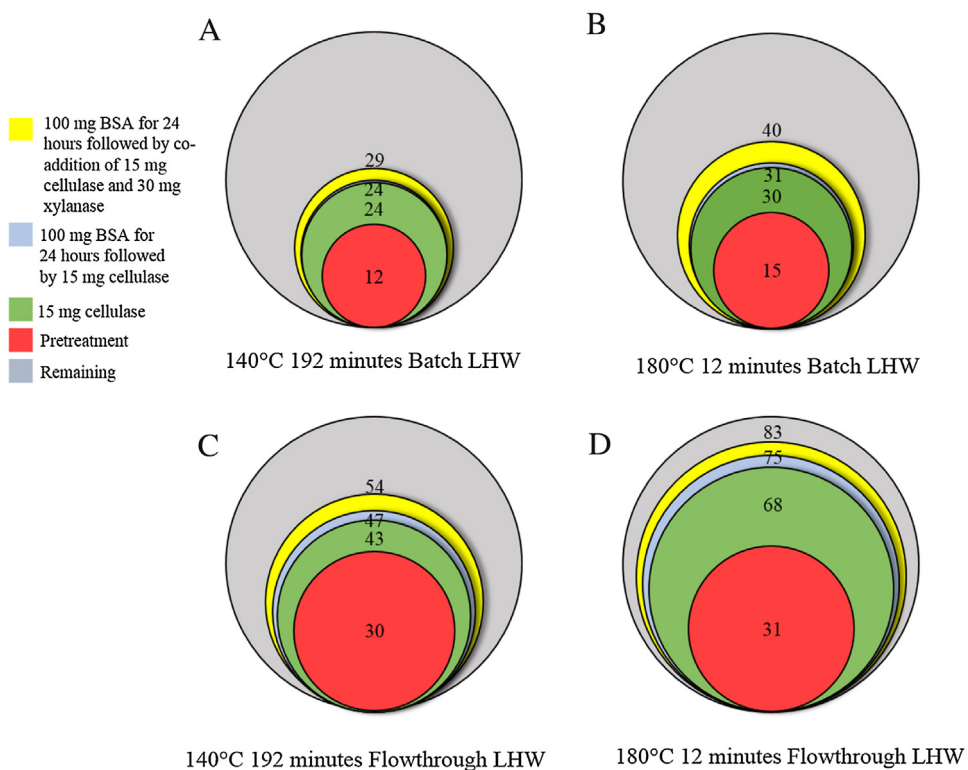 A
B
100 mg BSA for 24
hours followed by co-
addition of 15 mg
cellulase and 30 mg
xylanase
100 mg BSA for
24 hours followed
by 15 mg cellulase
15 mg cellulase
Pretreatment
Remaining
29
24
24
12
140°C 192 minutes Batch LHW
40
31
30
15
180°C 12 minutes Batch LHW
C
54
47
43
30
140°C 192 minutes Flowthrough LHW
D
83
75
68
31
180°C 12 minutes Flowthrough LHW